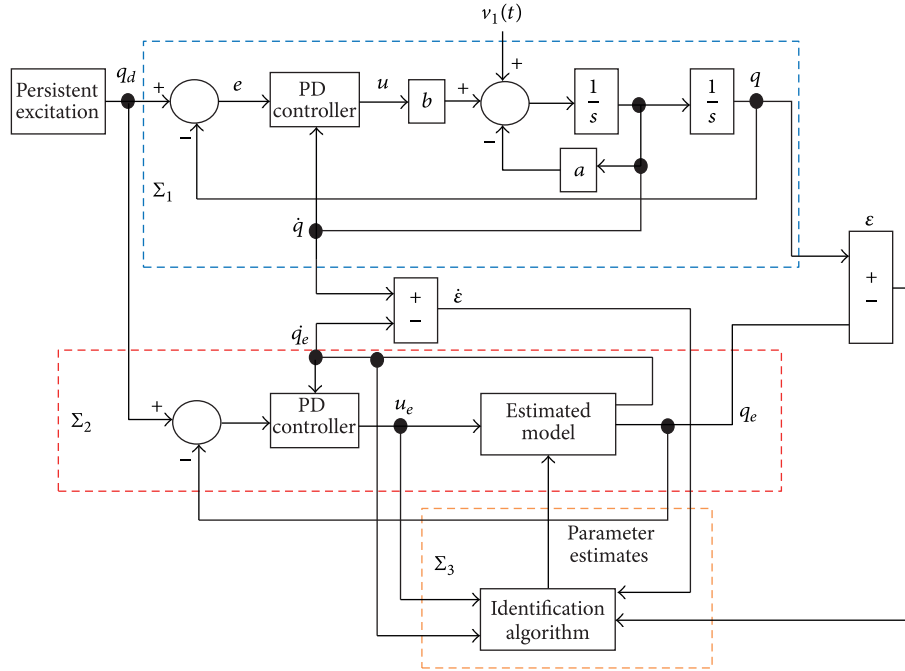 ν₁(t)
Persistent
excitation
q_d
+
−
e
PD
controller
u
b
+
+
−
1
s
1
s
q
a
Σ₁
q̇
ε
+
−
+
−
ε̇
q̇_e
Σ₂
+
−
PD
controller
u_e
Estimated
model
q_e
Parameter
estimates
Σ₃
Identification
algorithm